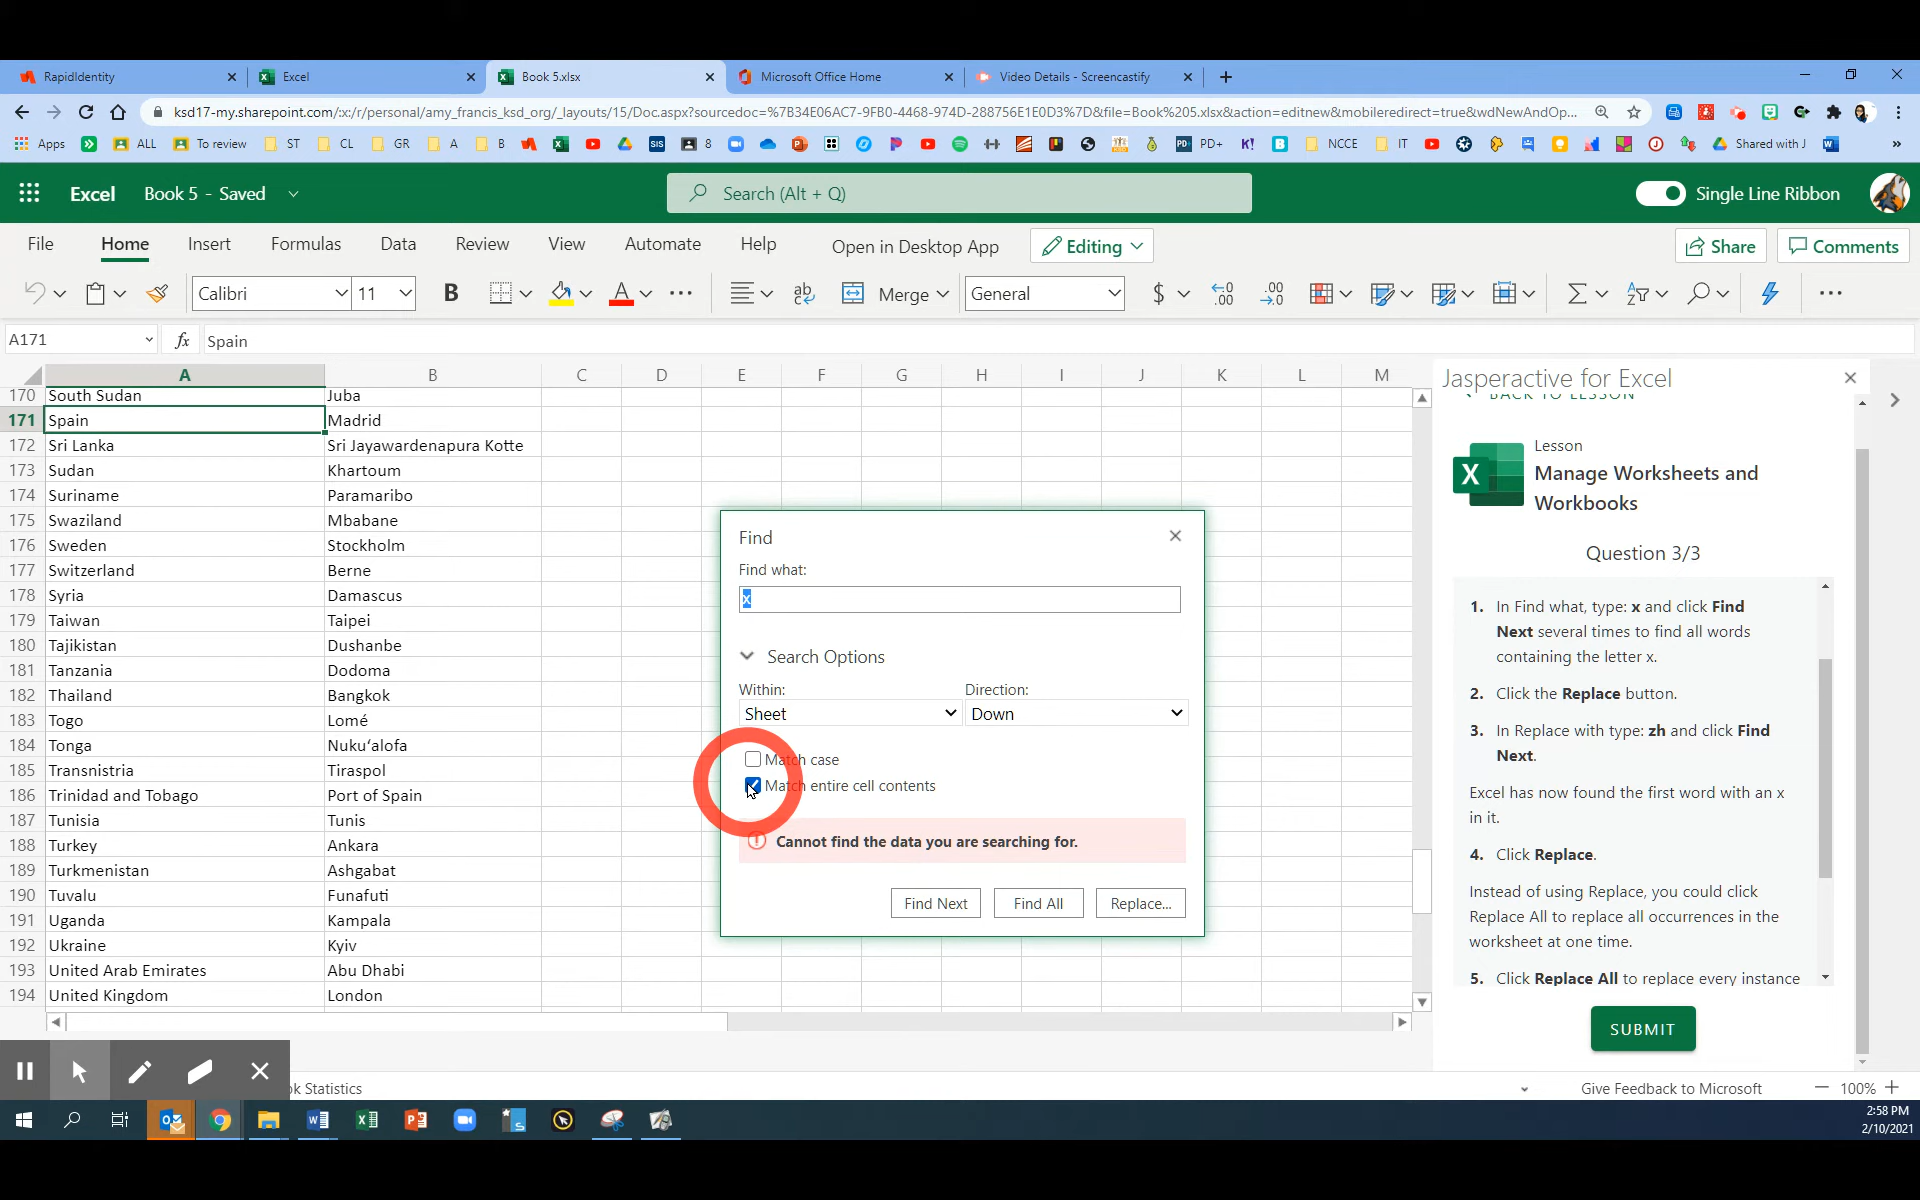 RapidIdentity
Excel
Book 5.xlsx
Microsoft Office Home
Video Details - Screencastify
ksd17-my.sharepoint.com/:x:/r/personal/amy_francis_ksd_org/_layouts/15/Doc.aspx?sourcedoc=%7B34E06AC7-9FB0-4468-974D-288756E1E0D3%7D&file=Book%205.xlsx&action=editnew&mobileredirect=true&wdNewAndOp...
Apps ALL To review ST CL GR A B SIS 8 PD PD+ K! B NCCE IT Shared with J »
Excel Book 5 - Saved Search (Alt + Q) Single Line Ribbon
File Home Insert Formulas Data Review View Automate Help Open in Desktop App Editing Share Comments
Calibri 11 B A ab Merge General $ .00 .00
A171 fx Spain
A B C D E F G H I J K L M
170 South Sudan Juba
171 Spain Madrid
172 Sri Lanka Sri Jayawardenapura Kotte
173 Sudan Khartoum
174 Suriname Paramaribo
175 Swaziland Mbabane
176 Sweden Stockholm
177 Switzerland Berne
178 Syria Damascus
179 Taiwan Taipei
180 Tajikistan Dushanbe
181 Tanzania Dodoma
182 Thailand Bangkok
183 Togo Lomé
184 Tonga Nukuʻalofa
185 Transnistria Tiraspol
186 Trinidad and Tobago Port of Spain
187 Tunisia Tunis
188 Turkey Ankara
189 Turkmenistan Ashgabat
190 Tuvalu Funafuti
191 Uganda Kampala
192 Ukraine Kyiv
193 United Arab Emirates Abu Dhabi
194 United Kingdom London
Find
Find what:
x
Search Options
Within: Direction:
Sheet Down
Match case
Match entire cell contents
Cannot find the data you are searching for.
Find Next Find All Replace...
Jasperactive for Excel
BACK TO LESSON
Lesson
Manage Worksheets and
Workbooks
Question 3/3
1. In Find what, type: x and click Find
Next several times to find all words
containing the letter x.
2. Click the Replace button.
3. In Replace with type: zh and click Find
Next.
Excel has now found the first word with an x
in it.
4. Click Replace.
Instead of using Replace, you could click
Replace All to replace all occurrences in the
worksheet at one time.
5. Click Replace All to replace every instance
SUBMIT
ok Statistics
Give Feedback to Microsoft
100%
2:58 PM
2/10/2021